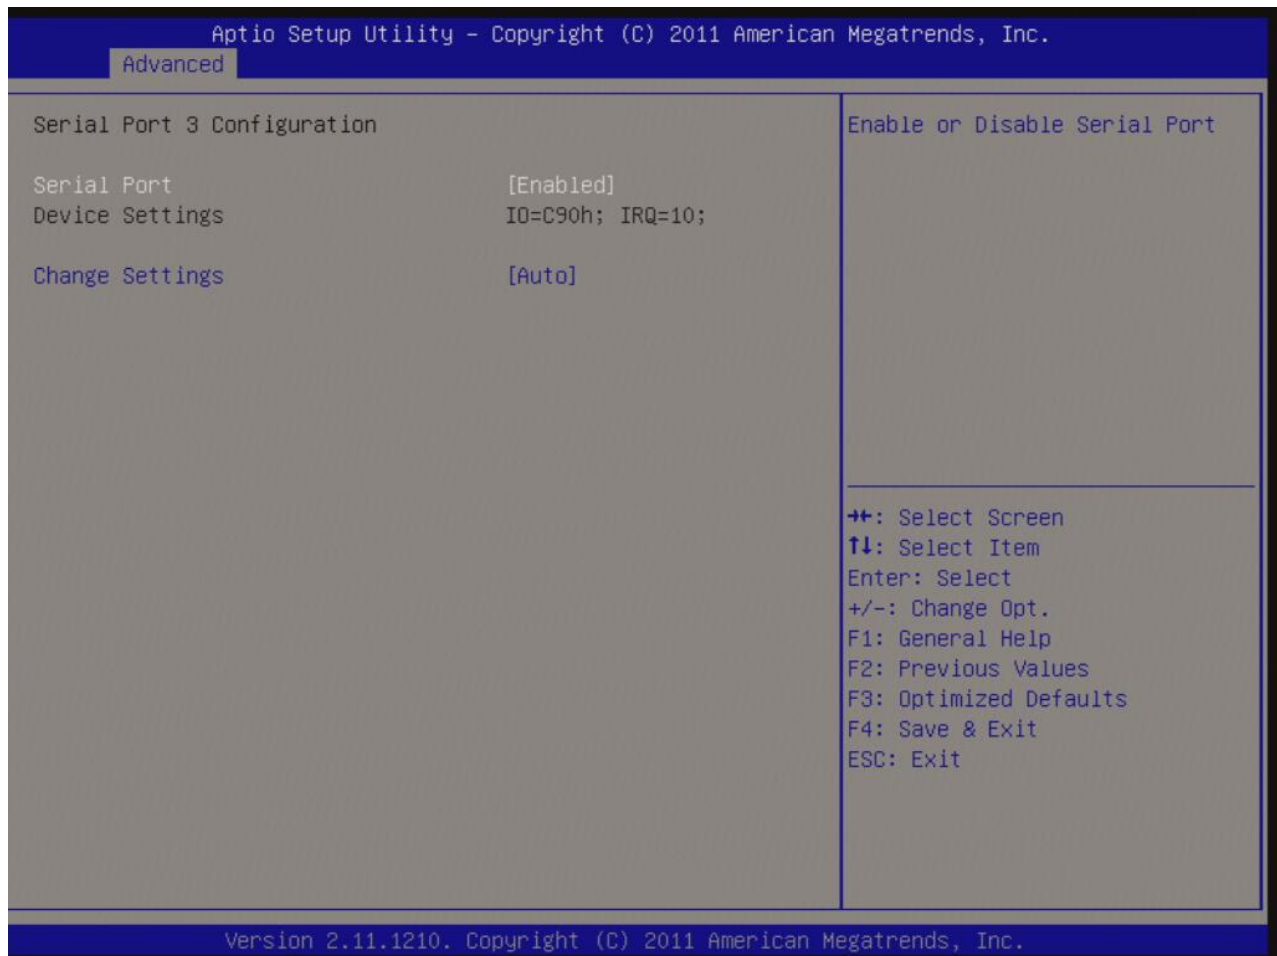 Aptio Setup Utility – Copyright (C) 2011 American Megatrends, Inc.
Advanced
Serial Port 3 Configuration
Serial Port [Enabled]
Device Settings IO=C90h; IRQ=10;
Change Settings [Auto]
Enable or Disable Serial Port
→←: Select Screen
↑↓: Select Item
Enter: Select
+/-: Change Opt.
F1: General Help
F2: Previous Values
F3: Optimized Defaults
F4: Save & Exit
ESC: Exit
Version 2.11.1210. Copyright (C) 2011 American Megatrends, Inc.